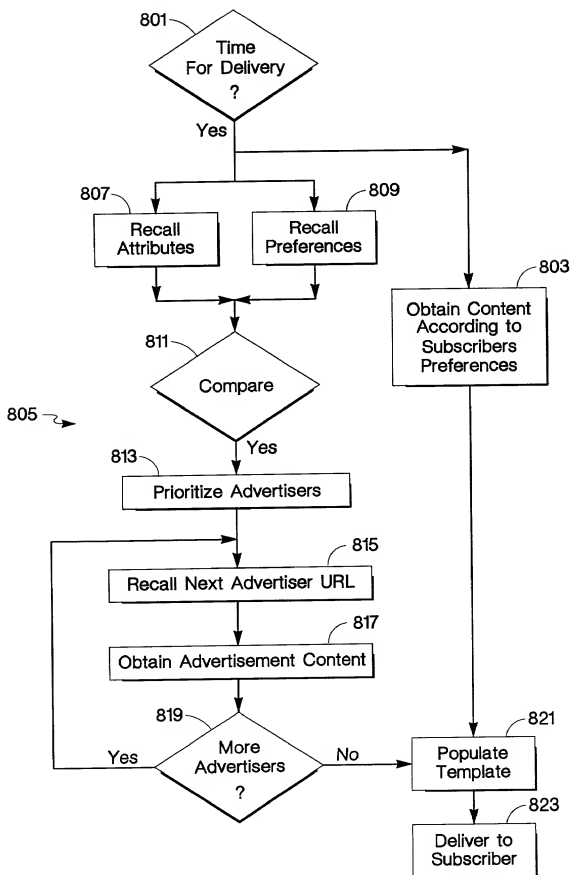 801
Time
For Delivery
?
Yes
807
Recall
Attributes
809
Recall
Preferences
803
Obtain Content
According to
Subscribers
Preferences
811
Compare
805
Yes
813
Prioritize Advertisers
815
Recall Next Advertiser URL
817
Obtain Advertisement Content
819
More
Advertisers
?
Yes
No
821
Populate
Template
823
Deliver to
Subscriber